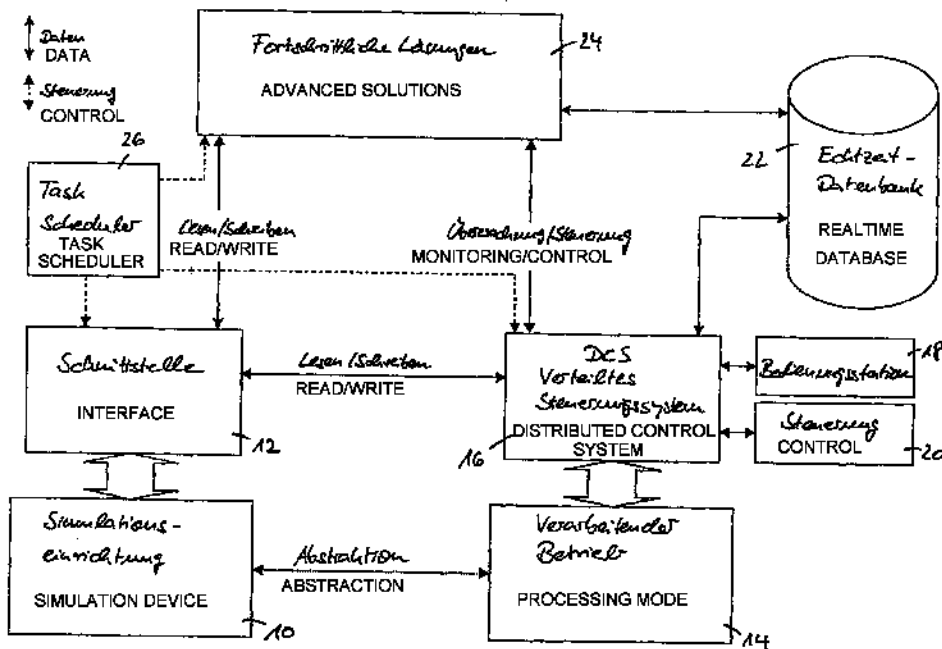 Daten
DATA
Steuerung
CONTROL
Fortschrittliche Lösungen
ADVANCED SOLUTIONS
24
26
Task
Scheduler
TASK
SCHEDULER
Lesen/Schreiben
READ/WRITE
Überwachung/Steuerung
MONITORING/CONTROL
22
Echtzeit-
Datenbank
REALTIME
DATABASE
Schnittstelle
INTERFACE
12
Lesen/Schreiben
READ/WRITE
DCS
Verteiltes
Steuerungssystem
DISTRIBUTED CONTROL
SYSTEM
16
18
Bedienungsstation
Steuerung
CONTROL
20
Simulations-
einrichtung
SIMULATION DEVICE
10
Abstraktion
ABSTRACTION
Verarbeitender
Betrieb
PROCESSING MODE
14